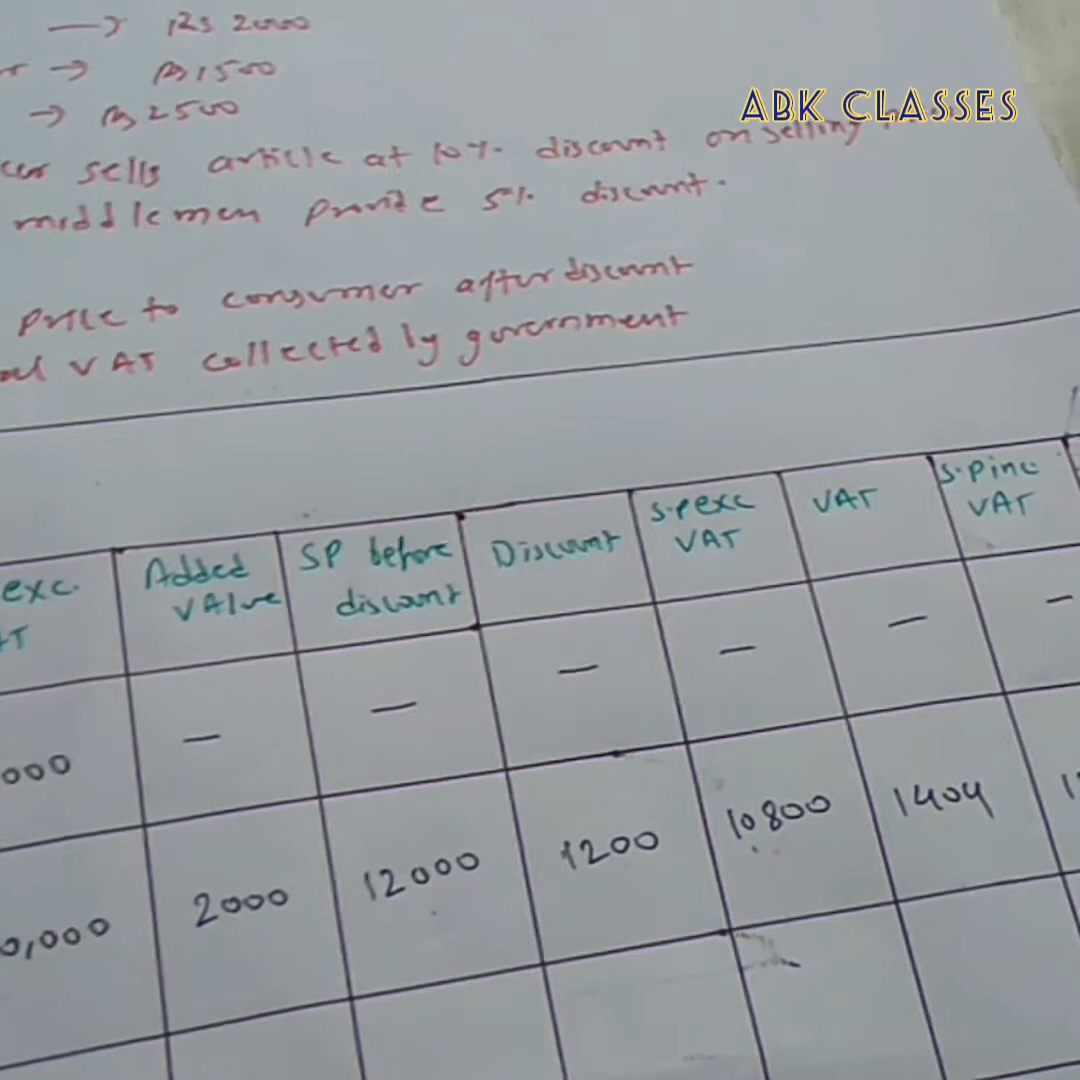 → Rs 2000
→ Rs 1500
→ Rs 2500
ABK CLASSES
sells article at 10% discount on selling
middlemen provide 5% discount.
price to consumer after discount
VAT collected by government
exc.
Added
VAlue
SP before
discount
Discount
S.P exc
VAT
VAT
S.P inc
VAT
— — — — — —
000
0,000 2000 12000 1200 10800 1404